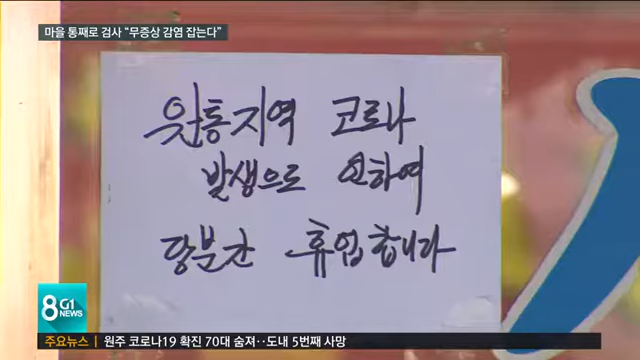 마을 통째로 검사 "무증상 감염 잡는다"
원통지역 코로나
발생으로 인하여
당분간 휴업합니다
8 G1
NEWS
주요뉴스 원주 코로나19 확진 70대 숨져‥도내 5번째 사망